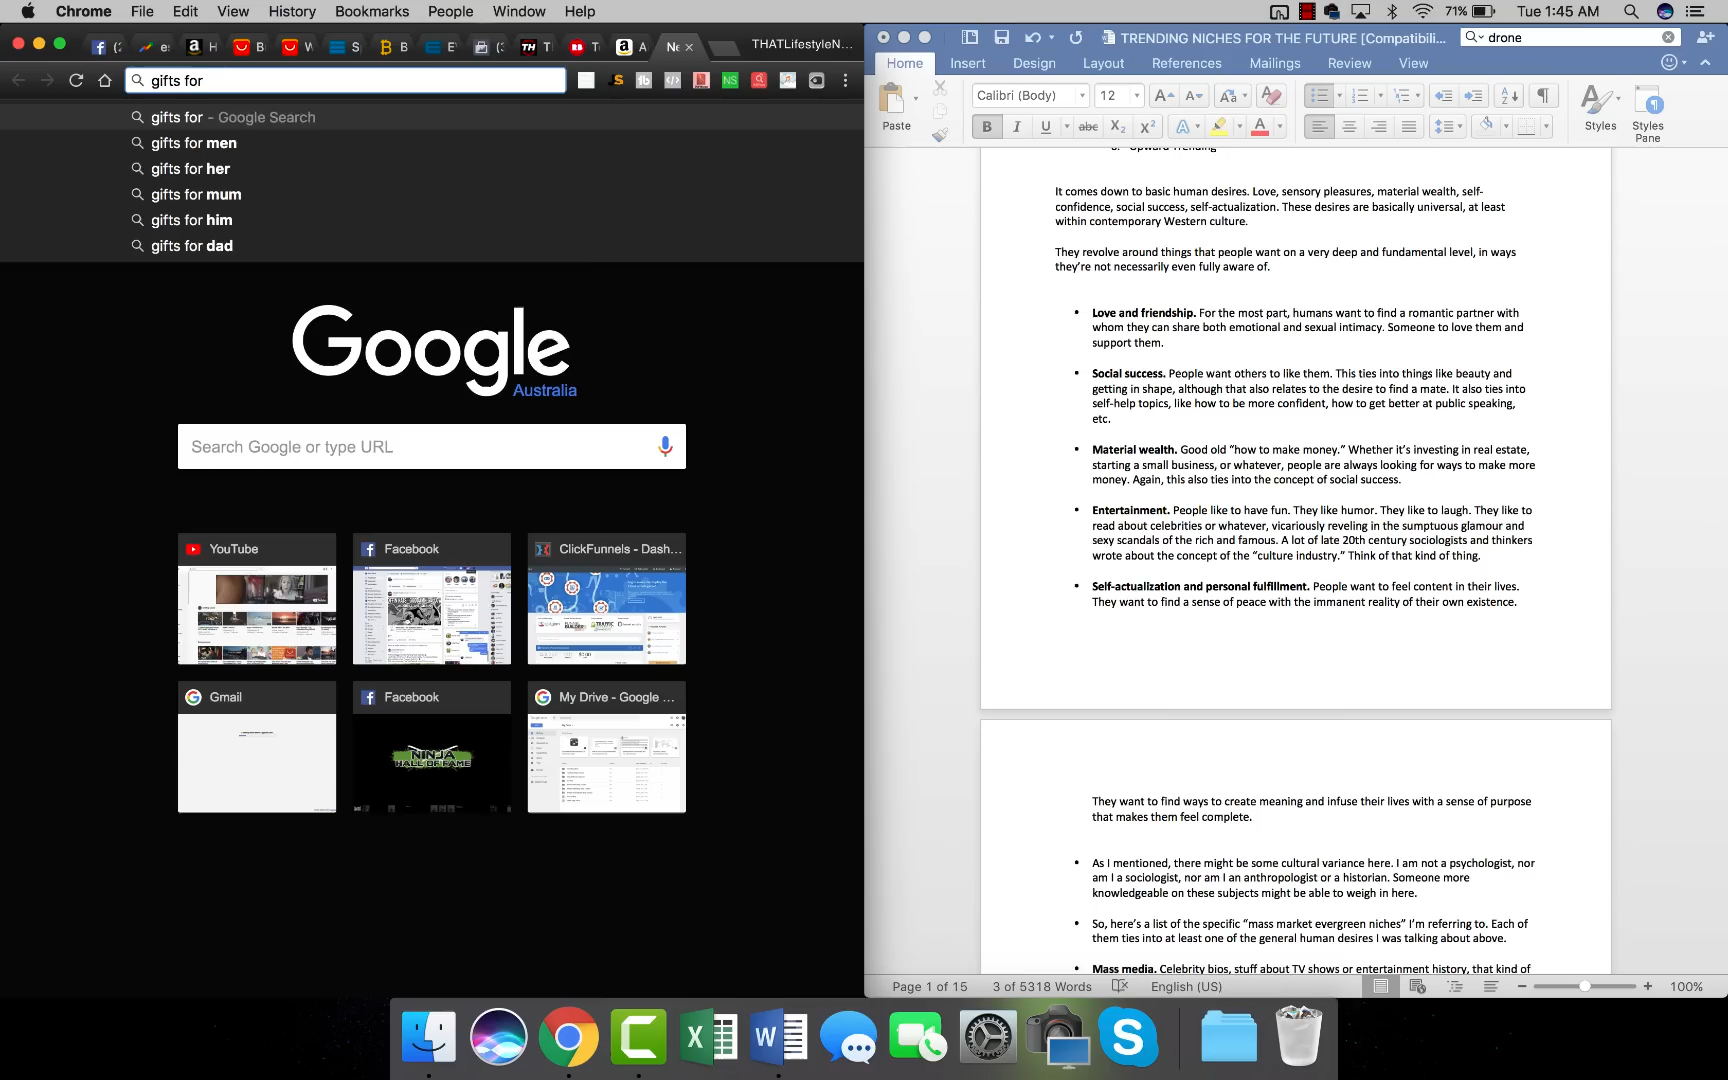 Chrome File Edit View History Bookmarks People Window Help
71% Tue 1:45 AM
THATLifestyleN...
gifts for
gifts for - Google Search
gifts for men
gifts for her
gifts for mum
gifts for him
gifts for dad
Google
Australia
Search Google or type URL
YouTube Facebook ClickFunnels - Dash...
Gmail Facebook My Drive - Google ...
NINJA
HALL OF FAME
TRENDING NICHES FOR THE FUTURE [Compatibili...
drone
Home Insert Design Layout References Mailings Review View
Paste
Calibri (Body) 12
Styles Styles Pane
Upward Trending
It comes down to basic human desires. Love, sensory pleasures, material wealth, self-
confidence, social success, self-actualization. These desires are basically universal, at least
within contemporary Western culture.
They revolve around things that people want on a very deep and fundamental level, in ways
they're not necessarily even fully aware of.
• Love and friendship. For the most part, humans want to find a romantic partner with
whom they can share both emotional and sexual intimacy. Someone to love them and
support them.
• Social success. People want others to like them. This ties into things like beauty and
getting in shape, although that also relates to the desire to find a mate. It also ties into
self-help topics, like how to be more confident, how to get better at public speaking,
etc.
• Material wealth. Good old “how to make money.” Whether it's investing in real estate,
starting a small business, or whatever, people are always looking for ways to make more
money. Again, this also ties into the concept of social success.
• Entertainment. People like to have fun. They like humor. They like to laugh. They like to
read about celebrities or whatever, vicariously reveling in the sumptuous glamour and
sexy scandals of the rich and famous. A lot of late 20th century sociologists and thinkers
wrote about the concept of the “culture industry.” Think of that kind of thing.
• Self-actualization and personal fulfillment. People want to feel content in their lives.
They want to find a sense of peace with the immanent reality of their own existence.
They want to find ways to create meaning and infuse their lives with a sense of purpose
that makes them feel complete.
• As I mentioned, there might be some cultural variance here. I am not a psychologist, nor
am I a sociologist, nor am I an anthropologist or a historian. Someone more
knowledgeable on these subjects might be able to weigh in here.
• So, here's a list of the specific “mass market evergreen niches” I'm referring to. Each of
them ties into at least one of the general human desires I was talking about above.
• Mass media. Celebrity bios, stuff about TV shows or entertainment history, that kind of
Page 1 of 15 3 of 5318 Words English (US) 100%